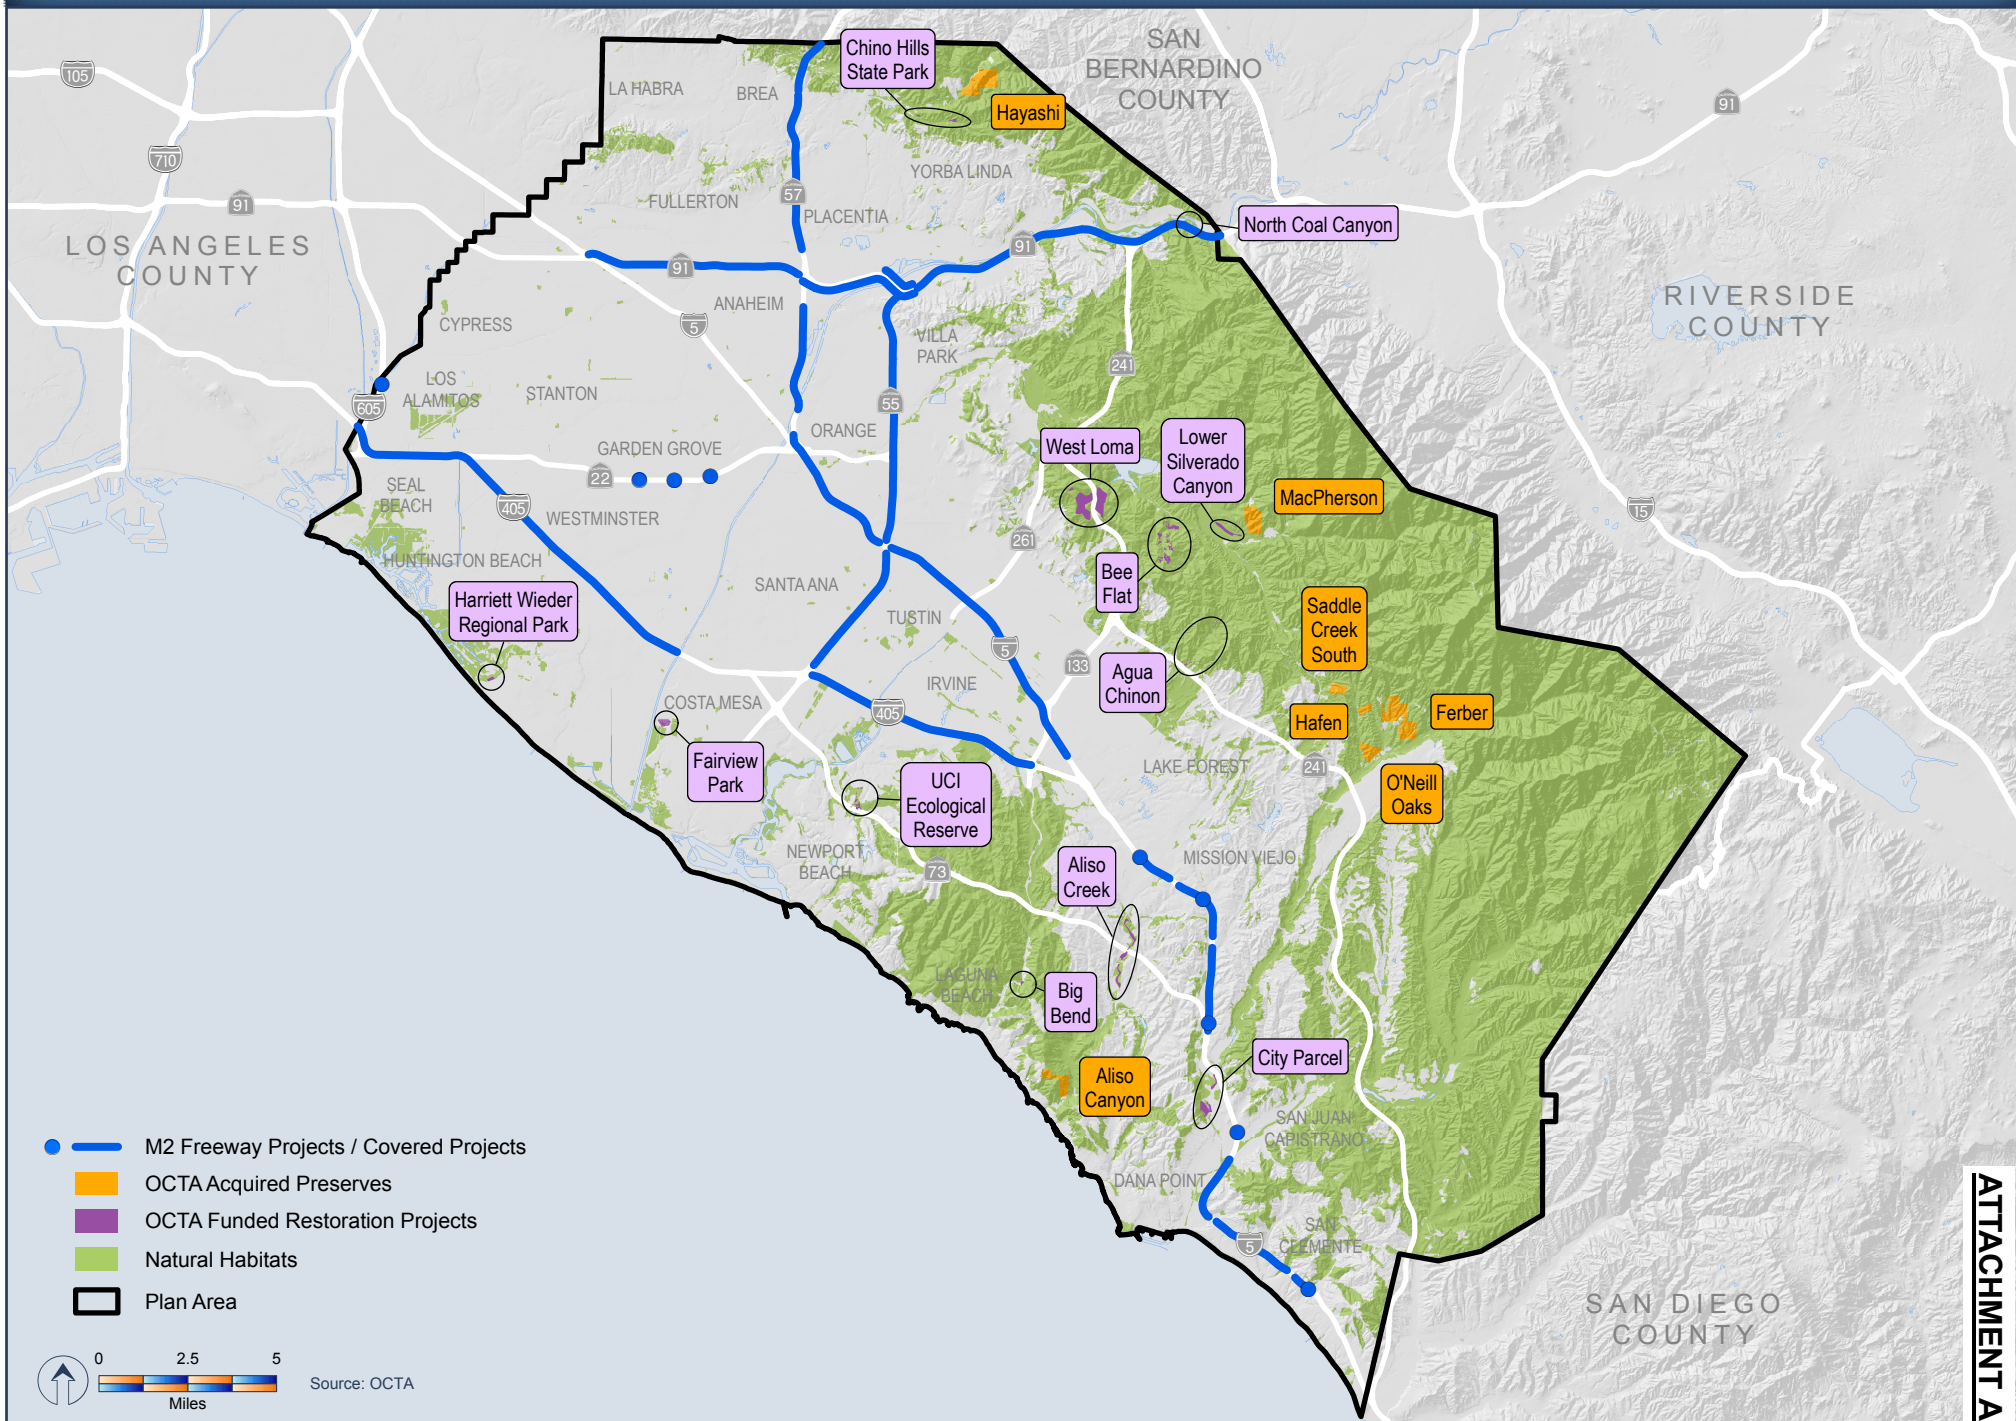 SAN
BERNARDINO
COUNTY
Chino Hills
State Park
105
LA HABRA
BREA
91
Hayashi
710
YORBA LINDA
57
91
FULLERTON
PLACENTIA
North Coal Canyon
LOS ANGELES
COUNTY
91
91
RIVERSIDE
COUNTY
ANAHEIM
CYPRESS
5
VILLA
PARK
241
LOS
ALAMITOS
STANTON
605
55
ORANGE
GARDEN GROVE
West Loma
Lower
Silverado
Canyon
22
SEAL
BEACH
MacPherson
405
WESTMINSTER
15
261
HUNTINGTON BEACH
SANTA ANA
Bee
Flat
Harriett Wieder
Regional Park
Saddle
Creek
South
TUSTIN
5
133
Agua
Chinon
IRVINE
COSTA MESA
405
Hafen
Ferber
Fairview
Park
LAKE FOREST
241
UCI
Ecological
Reserve
O'Neill
Oaks
NEWPORT
BEACH
MISSION VIEJO
73
Aliso
Creek
LAGUNA
BEACH
Big
Bend
City Parcel
Aliso
Canyon
SAN JUAN
CAPISTRANO
DANA POINT
SAN
CLEMENTE
5
SAN DIEGO
COUNTY
M2 Freeway Projects / Covered Projects
OCTA Acquired Preserves
OCTA Funded Restoration Projects
Natural Habitats
Plan Area
0 2.5 5
Miles
Source: OCTA
ATTACHMENT A